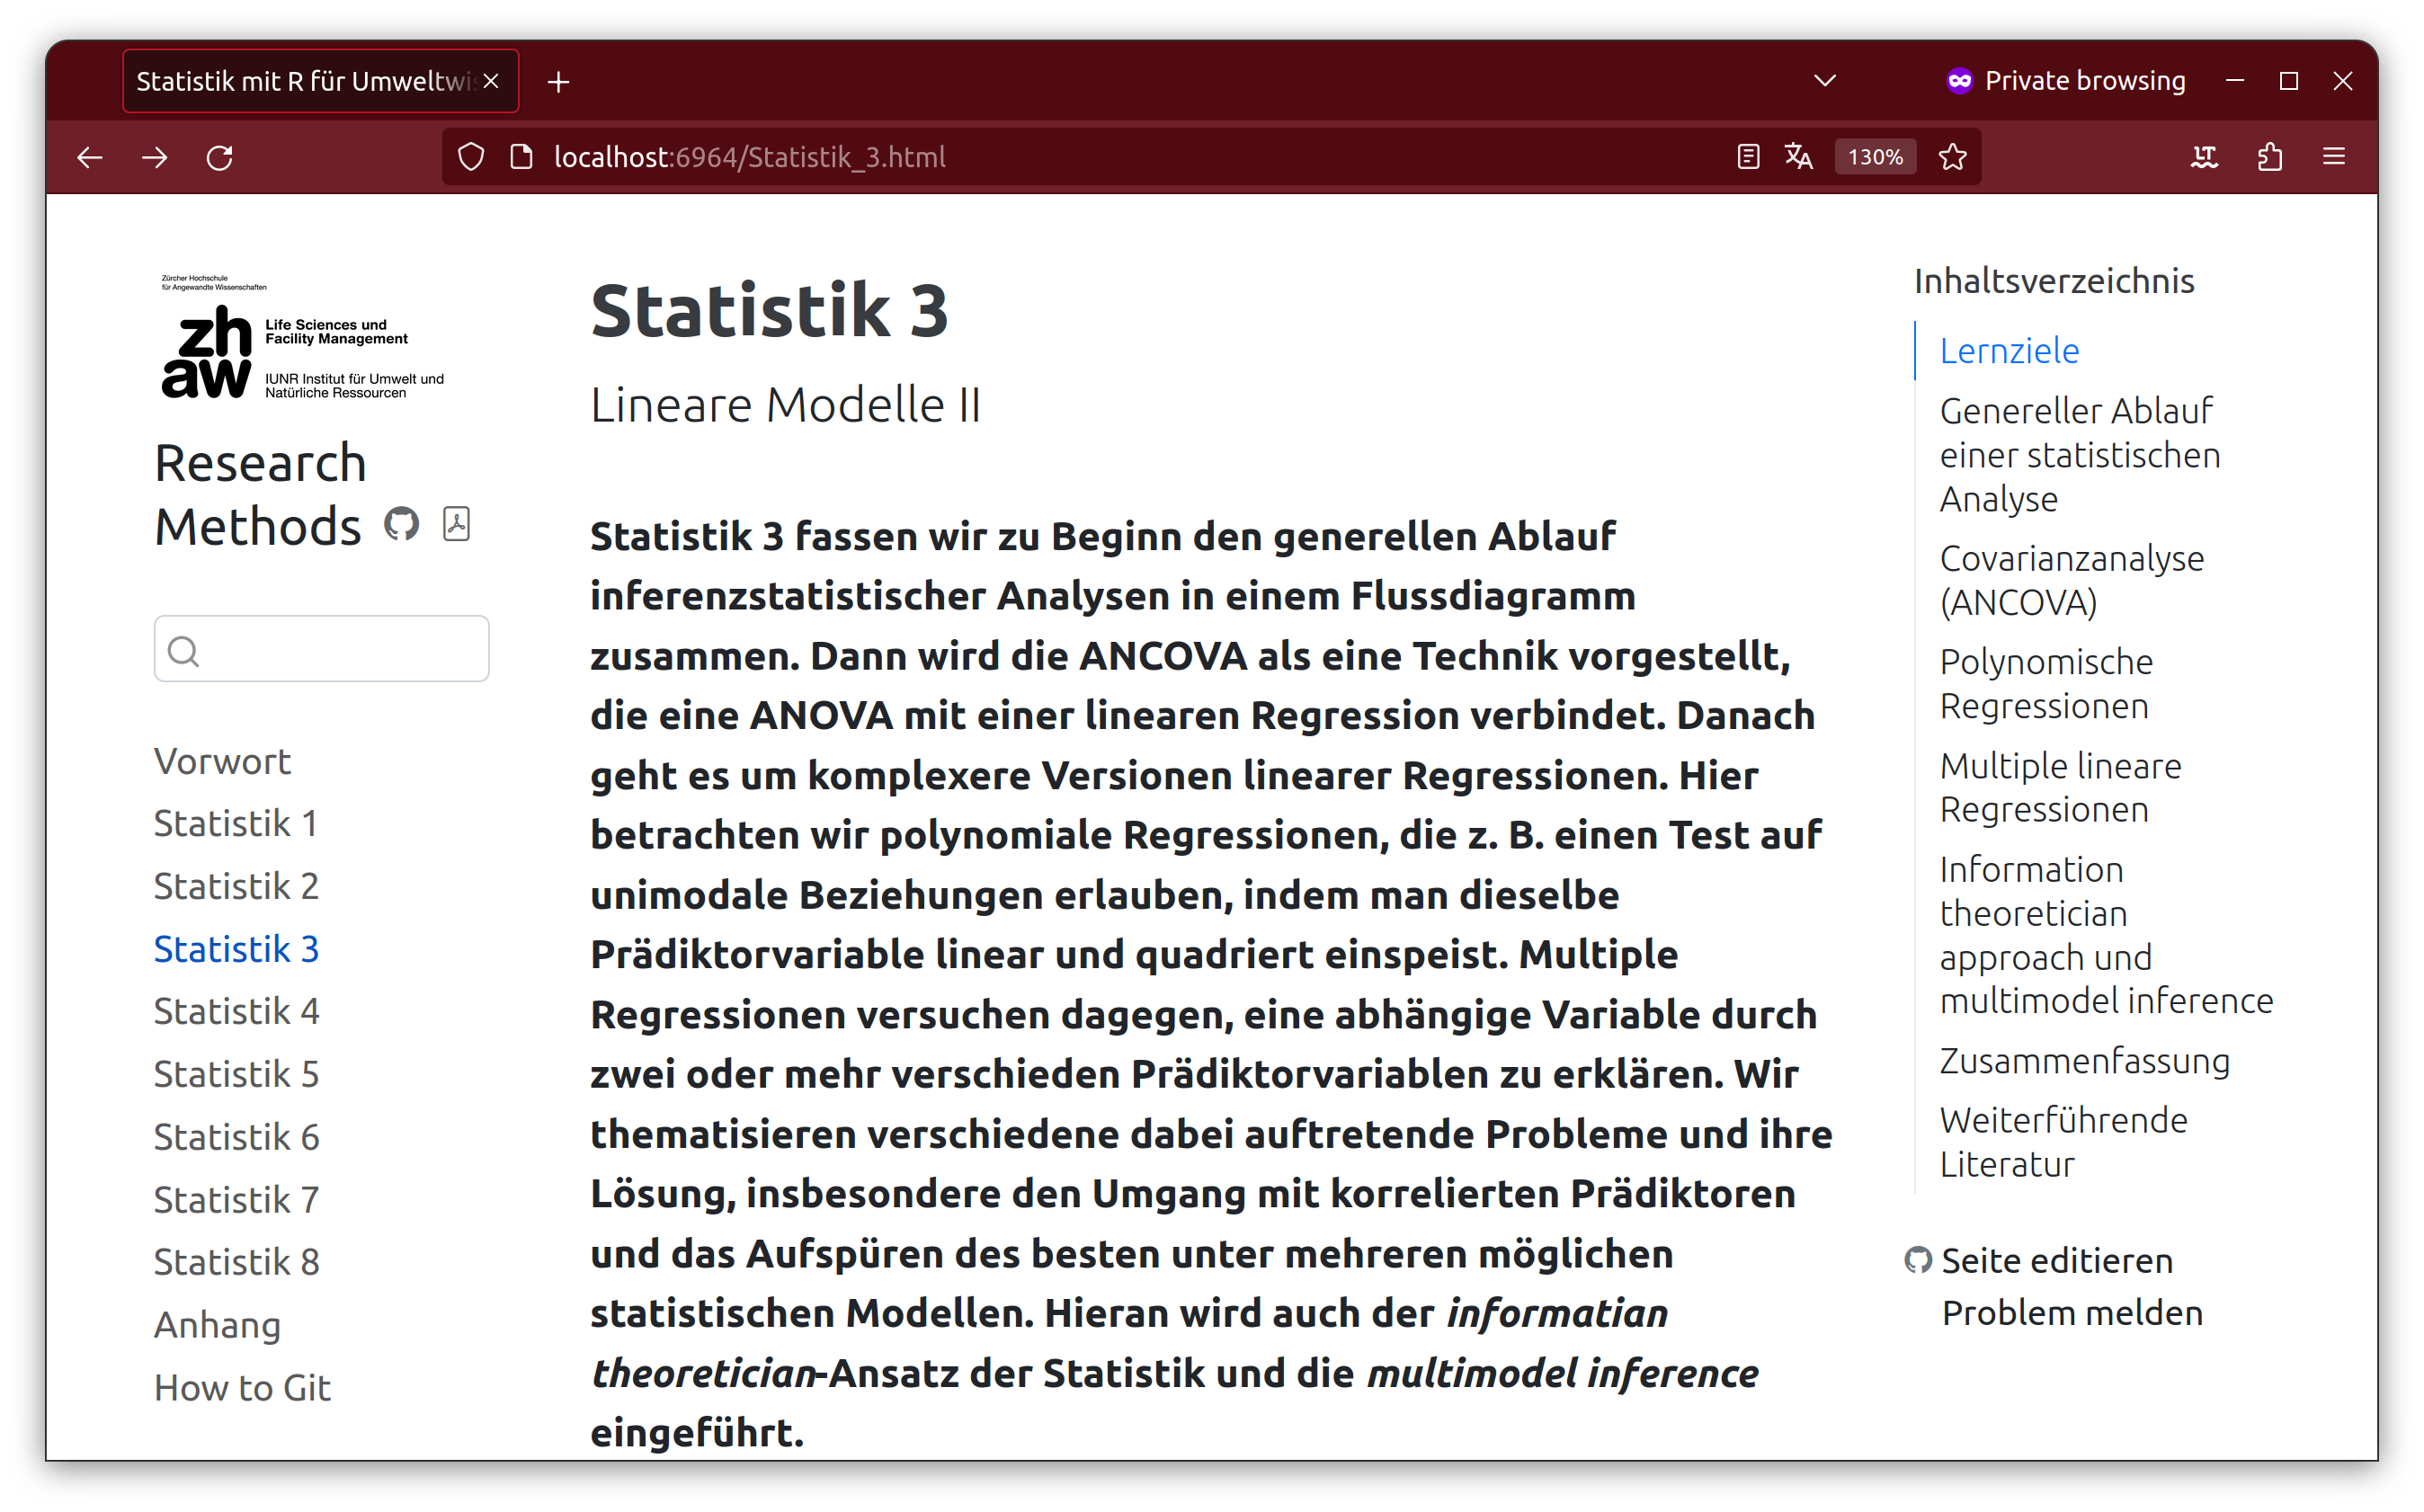 Statistik mit R für Umweltwis
Private browsing
localhost:6964/Statistik_3.html
130%
LT
Zürcher Hochschule
für Angewandte Wissenschaften
zh
aw
Life Sciences und
Facility Management
IUNR Institut für Umwelt und
Natürliche Ressourcen
Research
Methods
Vorwort
Statistik 1
Statistik 2
Statistik 3
Statistik 4
Statistik 5
Statistik 6
Statistik 7
Statistik 8
Anhang
How to Git
Statistik 3
Lineare Modelle II
Statistik 3 fassen wir zu Beginn den generellen Ablauf
inferenzstatistischer Analysen in einem Flussdiagramm
zusammen. Dann wird die ANCOVA als eine Technik vorgestellt,
die eine ANOVA mit einer linearen Regression verbindet. Danach
geht es um komplexere Versionen linearer Regressionen. Hier
betrachten wir polynomiale Regressionen, die z. B. einen Test auf
unimodale Beziehungen erlauben, indem man dieselbe
Prädiktorvariable linear und quadriert einspeist. Multiple
Regressionen versuchen dagegen, eine abhängige Variable durch
zwei oder mehr verschieden Prädiktorvariablen zu erklären. Wir
thematisieren verschiedene dabei auftretende Probleme und ihre
Lösung, insbesondere den Umgang mit korrelierten Prädiktoren
und das Aufspüren des besten unter mehreren möglichen
statistischen Modellen. Hieran wird auch der informatian
theoretician-Ansatz der Statistik und die multimodel inference
eingeführt.
Inhaltsverzeichnis
Lernziele
Genereller Ablauf
einer statistischen
Analyse
Covarianzanalyse
(ANCOVA)
Polynomische
Regressionen
Multiple lineare
Regressionen
Information
theoretician
approach und
multimodel inference
Zusammenfassung
Weiterführende
Literatur
Seite editieren
Problem melden